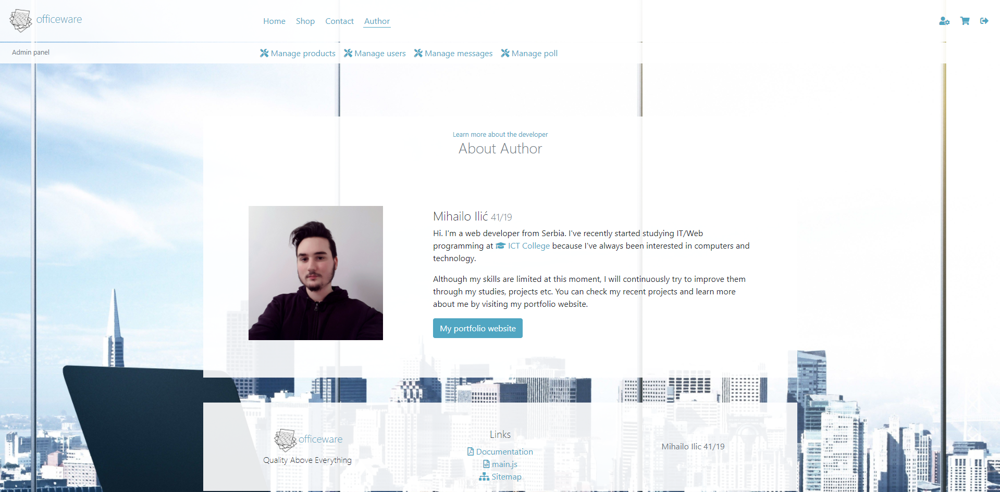 officeware
Home Shop Contact Author
Admin panel
Manage products Manage users Manage messages Manage poll
Learn more about the developer
About Author
Mihailo Ilić 41/19
Hi. I'm a web developer from Serbia. I've recently started studying IT/Web
programming at ICT College because I've always been interested in computers and
technology.
Although my skills are limited at this moment, I will continuously try to improve them
through my studies, projects etc. You can check my recent projects and learn more
about me by visiting my portfolio website.
My portfolio website
officeware
Quality Above Everything
Links
Documentation
main.js
Sitemap
Mihailo Ilic 41/19